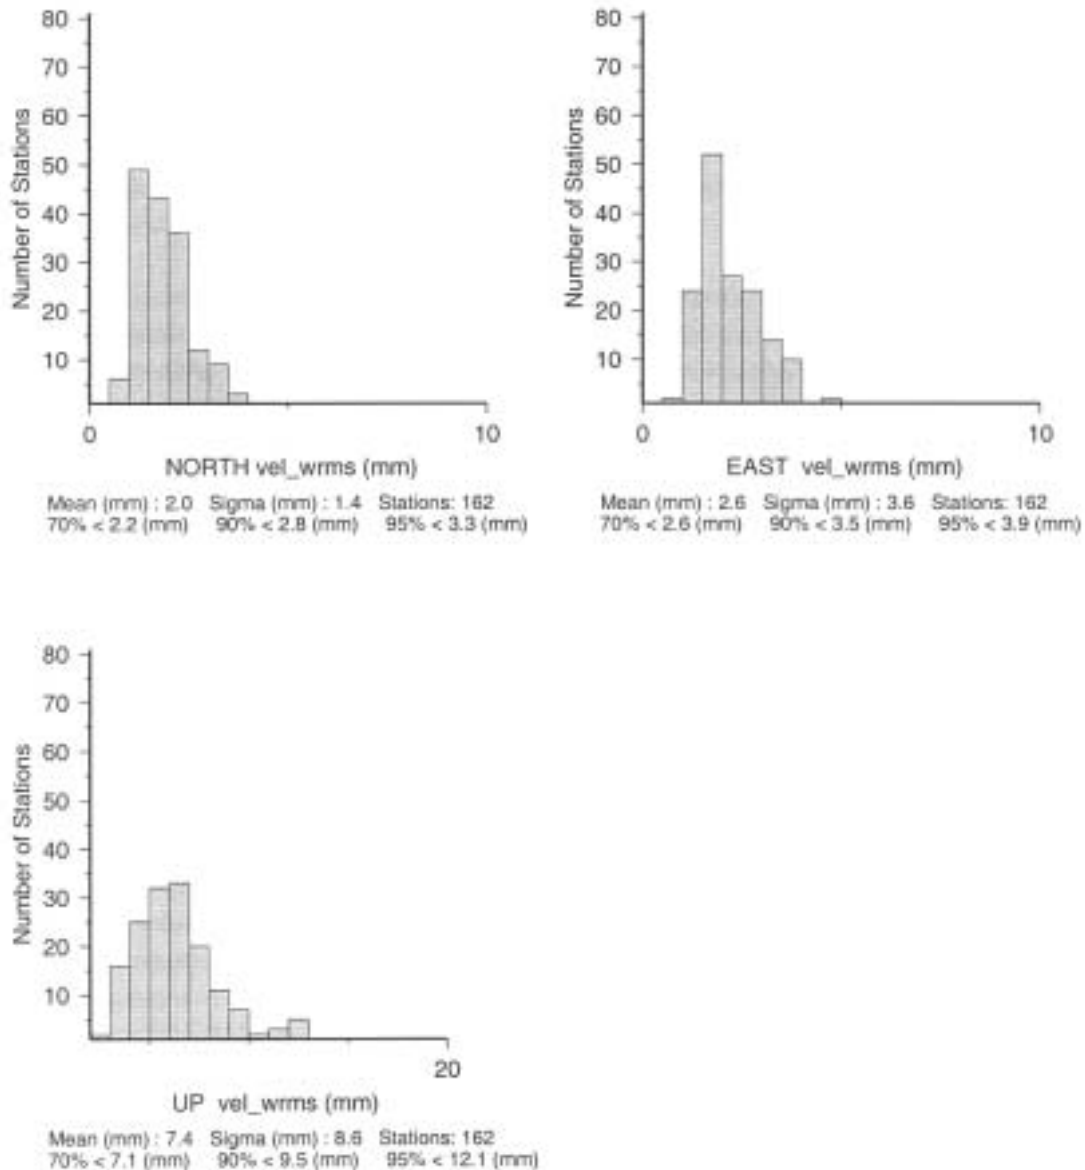 80
70
60
50
40
30
20
10
Number of Stations
0 10
NORTH vel_wrms (mm)
Mean (mm) : 2.0 Sigma (mm) : 1.4 Stations: 162
70% < 2.2 (mm) 90% < 2.8 (mm) 95% < 3.3 (mm)
80
70
60
50
40
30
20
10
Number of Stations
0 10
EAST vel_wrms (mm)
Mean (mm) : 2.6 Sigma (mm) : 3.6 Stations: 162
70% < 2.6 (mm) 90% < 3.5 (mm) 95% < 3.9 (mm)
80
70
60
50
40
30
20
10
Number of Stations
20
UP vel_wrms (mm)
Mean (mm) : 7.4 Sigma (mm) : 8.6 Stations: 162
70% < 7.1 (mm) 90% < 9.5 (mm) 95% < 12.1 (mm)